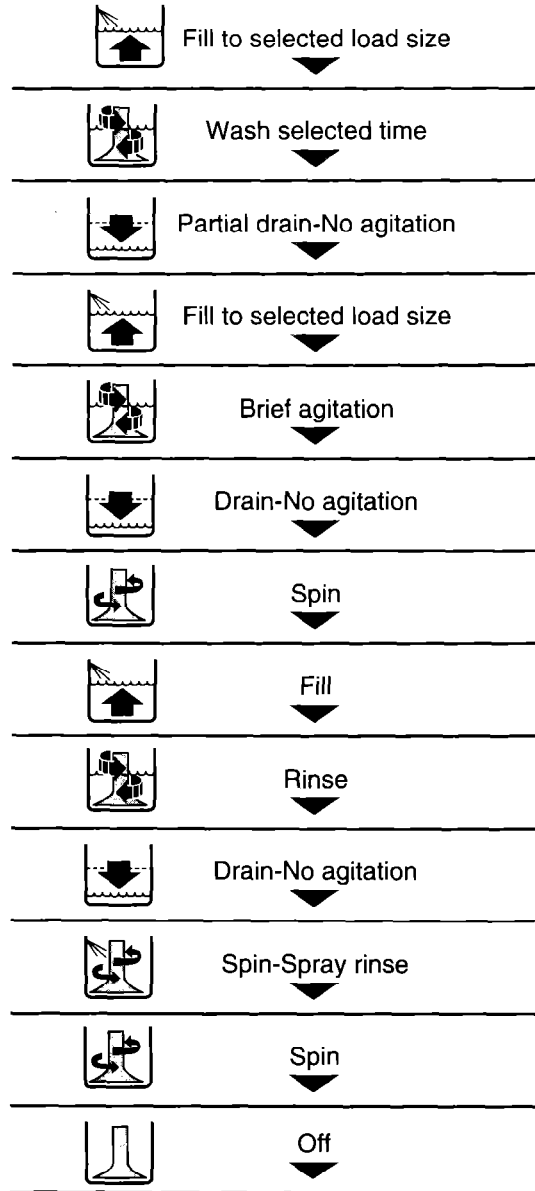 Fill to selected load size
Wash selected time
Partial drain-No agitation
Fill to selected load size
Brief agitation
Drain-No agitation
Spin
Fill
Rinse
Drain-No agitation
Spin-Spray rinse
Spin
Off